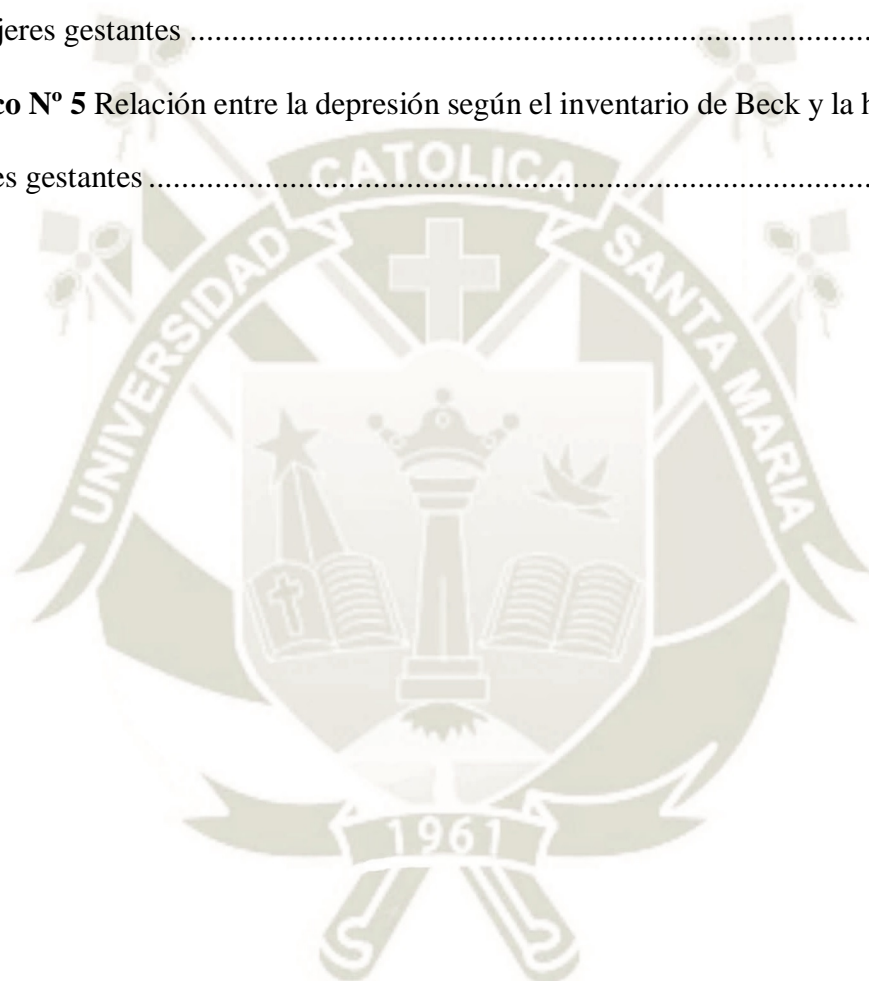 jeres gestantes ..........................................................................
co Nº 5 Relación entre la depresión según el inventario de Beck y la h
es gestantes ..............................................................................
CATOLICA
UNIVERSIDAD
SANTA MARIA
1961